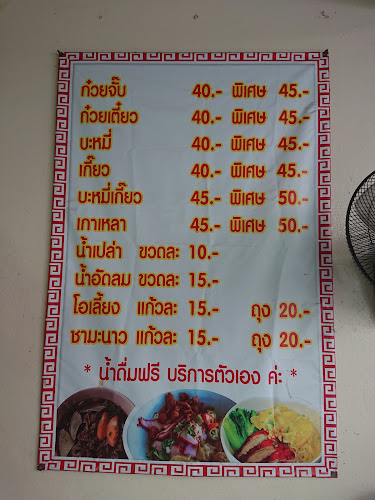 ก๋วยจั๊บ 40.- พิเศษ 45.-
ก๋วยเตี๋ยว 40.- พิเศษ 45.-
บะหมี่ 40.- พิเศษ 45.-
เกี๊ยว 40.- พิเศษ 45.-
บะหมี่เกี๊ยว 45.- พิเศษ 50.-
เกาเหลา 45.- พิเศษ 50.-
น้ำเปล่า ขวดละ 10.-
น้ำอัดลม ขวดละ 15.-
โอเลี้ยง แก้วละ 15.- ถุง 20.-
ชามะนาว แก้วละ 15.- ถุง 20.-
* น้ำดื่มฟรี บริการตัวเอง ค่ะ *